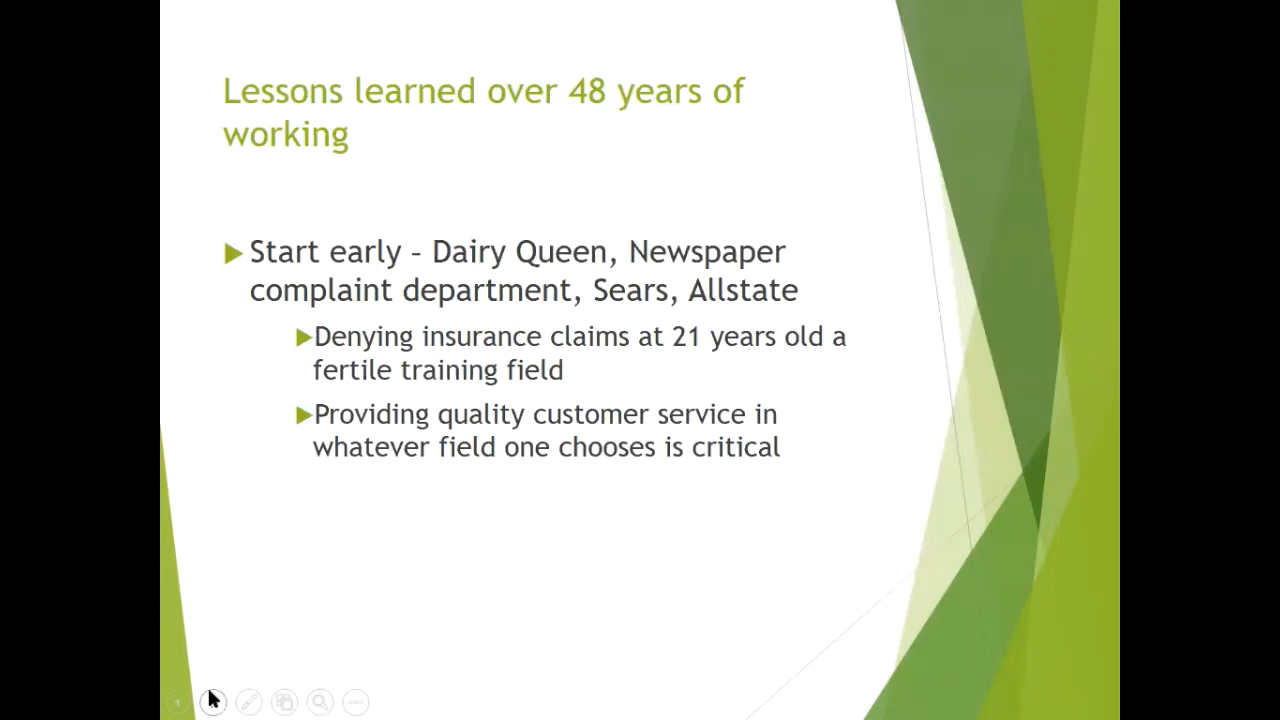 Lessons learned over 48 years of
working
Start early – Dairy Queen, Newspaper
complaint department, Sears, Allstate
Denying insurance claims at 21 years old a
fertile training field
Providing quality customer service in
whatever field one chooses is critical